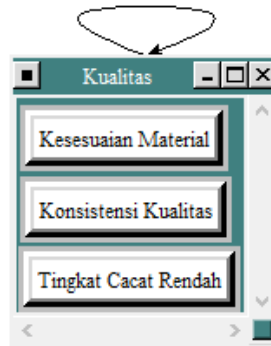 Kualitas
Kesesuaian Material
Konsistensi Kualitas
Tingkat Cacat Rendah